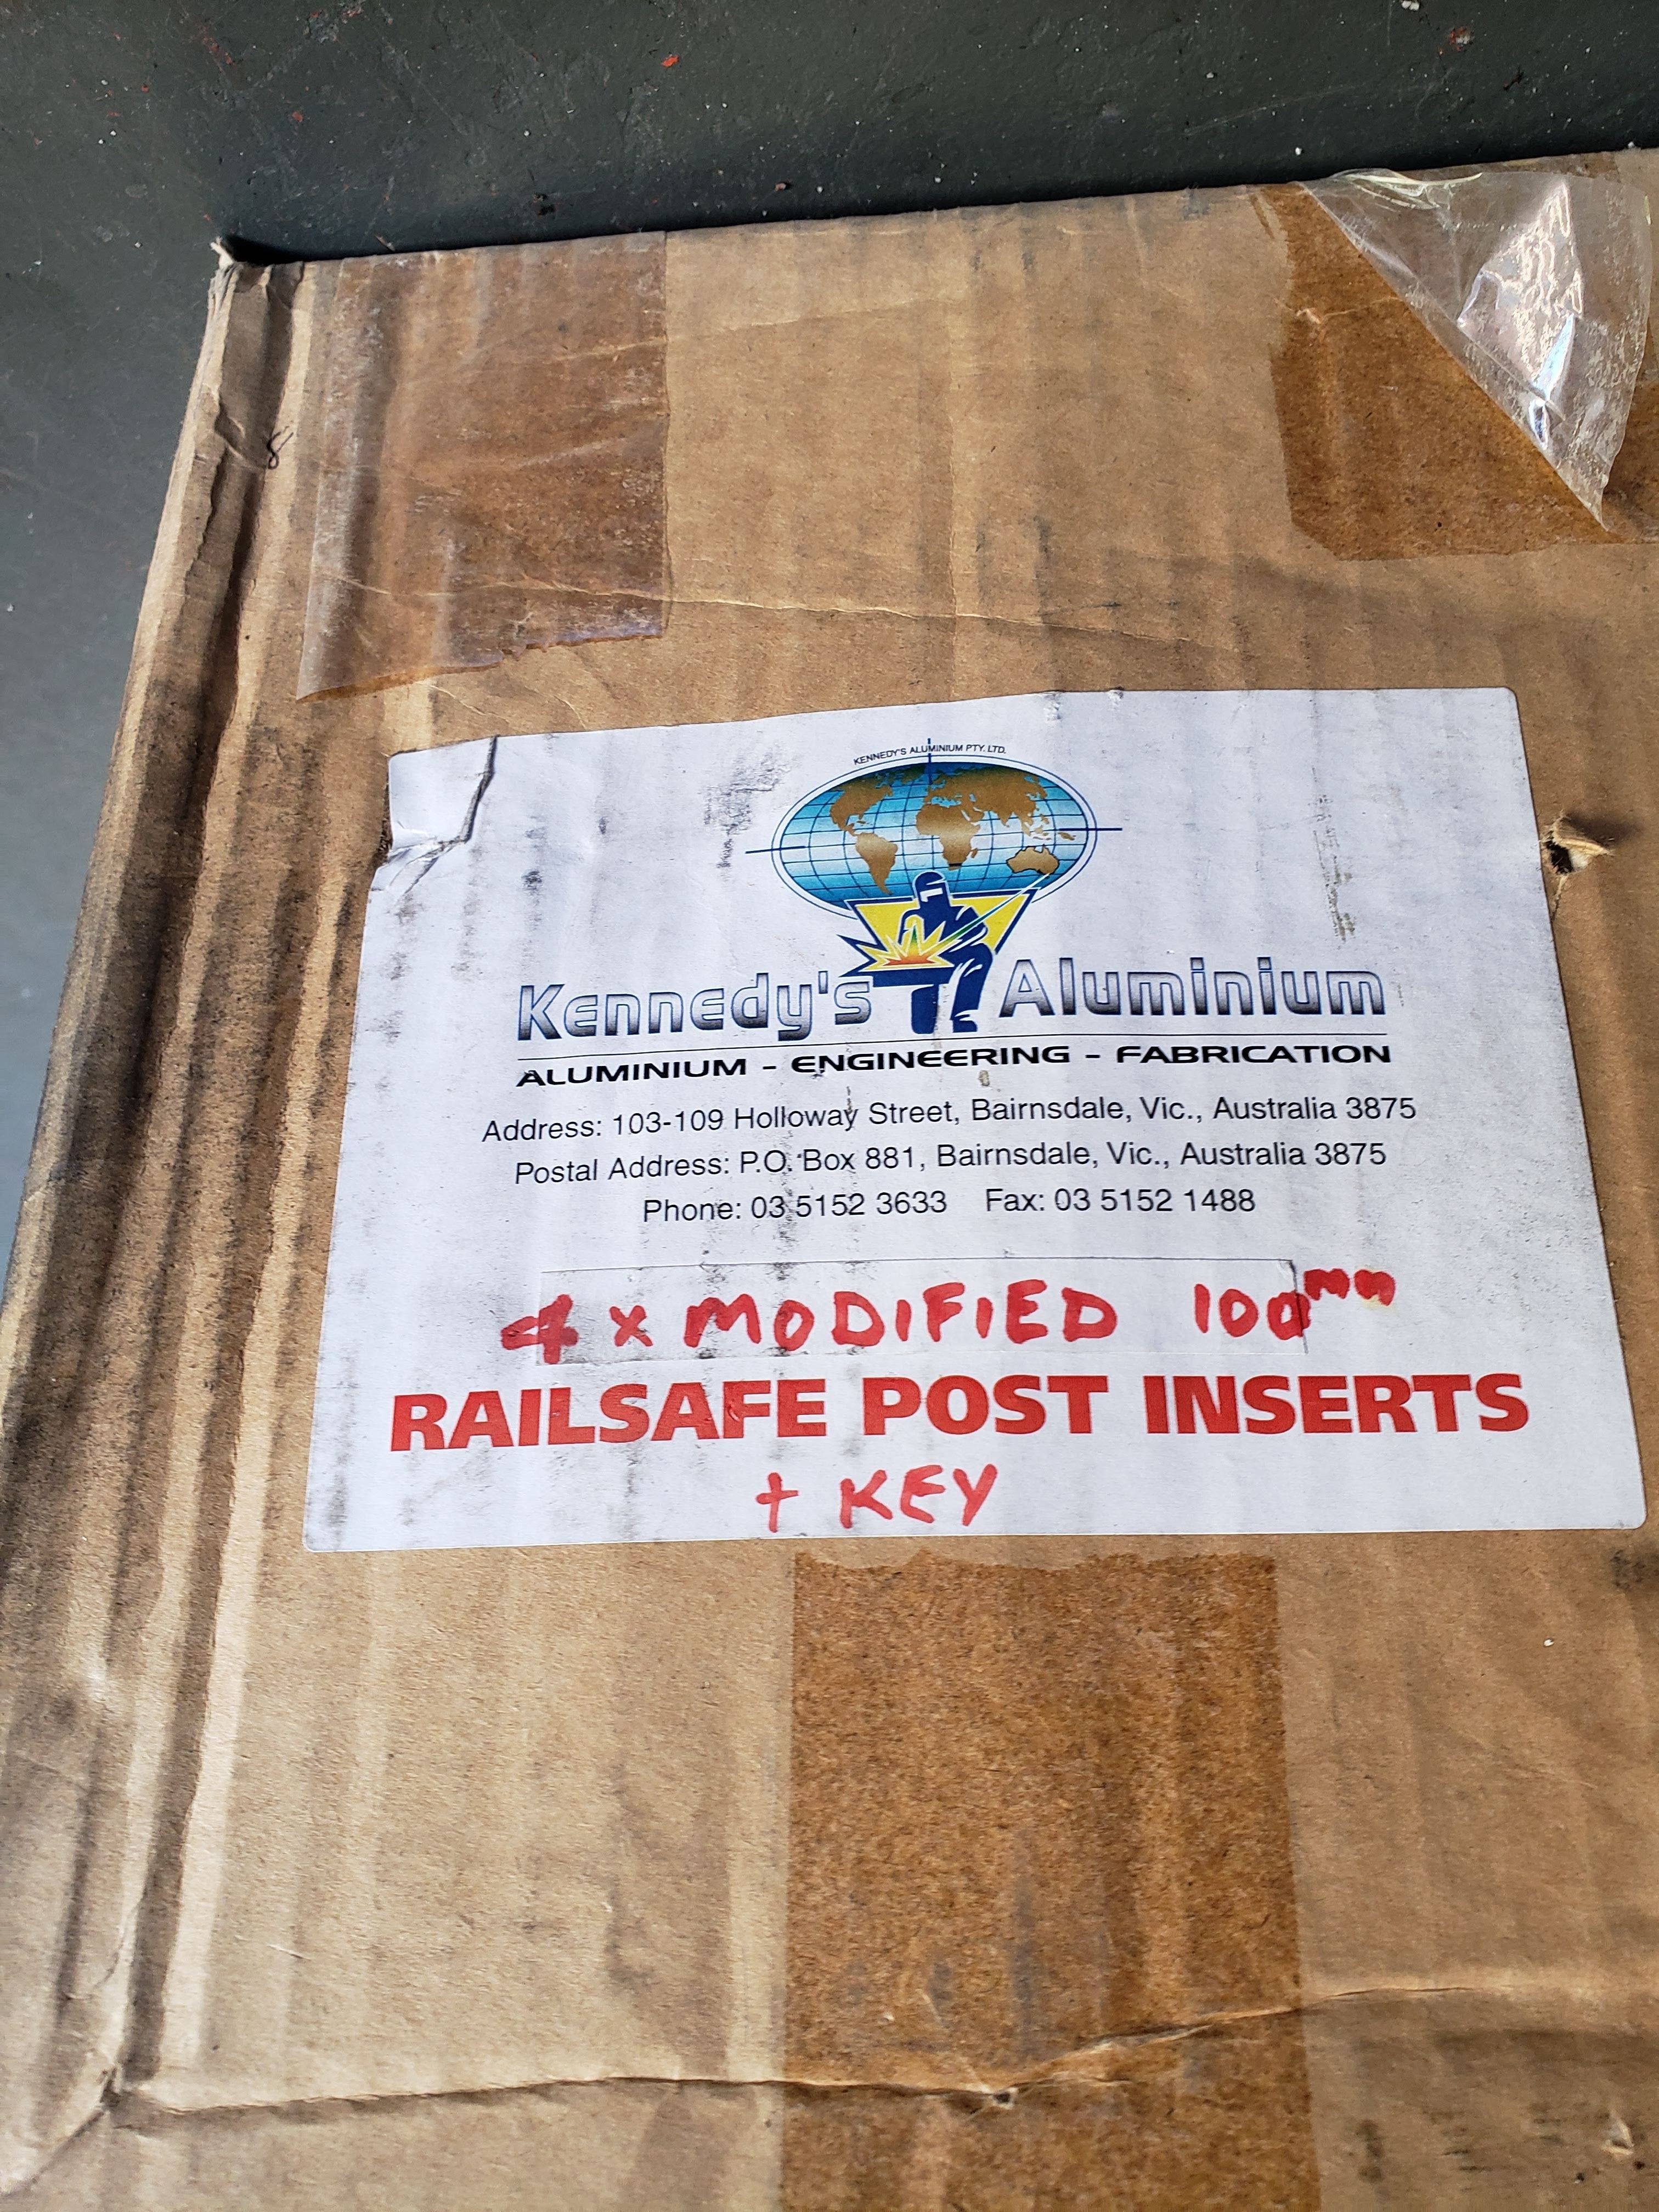 KENNEDY'S ALUMINIUM PTY. LTD.
Kennedy's Aluminium
ALUMINIUM - ENGINEERING - FABRICATION
Address: 103-109 Holloway Street, Bairnsdale, Vic., Australia 3875
Postal Address: P.O. Box 881, Bairnsdale, Vic., Australia 3875
Phone: 03 5152 3633 Fax: 03 5152 1488
4 x MODIFIED 100mm
RAILSAFE POST INSERTS
+ KEY